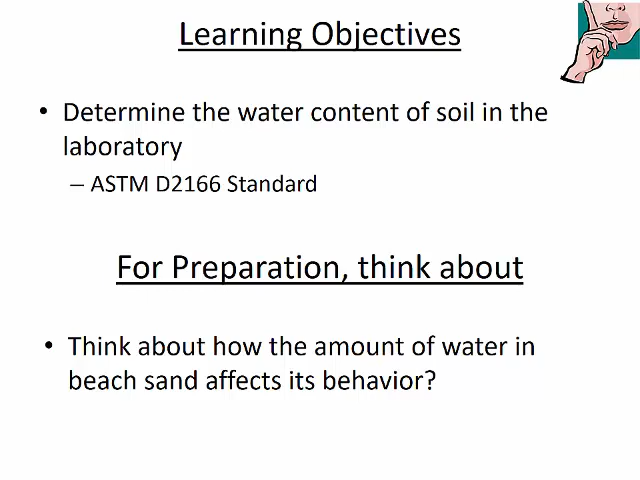 Learning Objectives
• Determine the water content of soil in the
laboratory
– ASTM D2166 Standard
For Preparation, think about
• Think about how the amount of water in
beach sand affects its behavior?